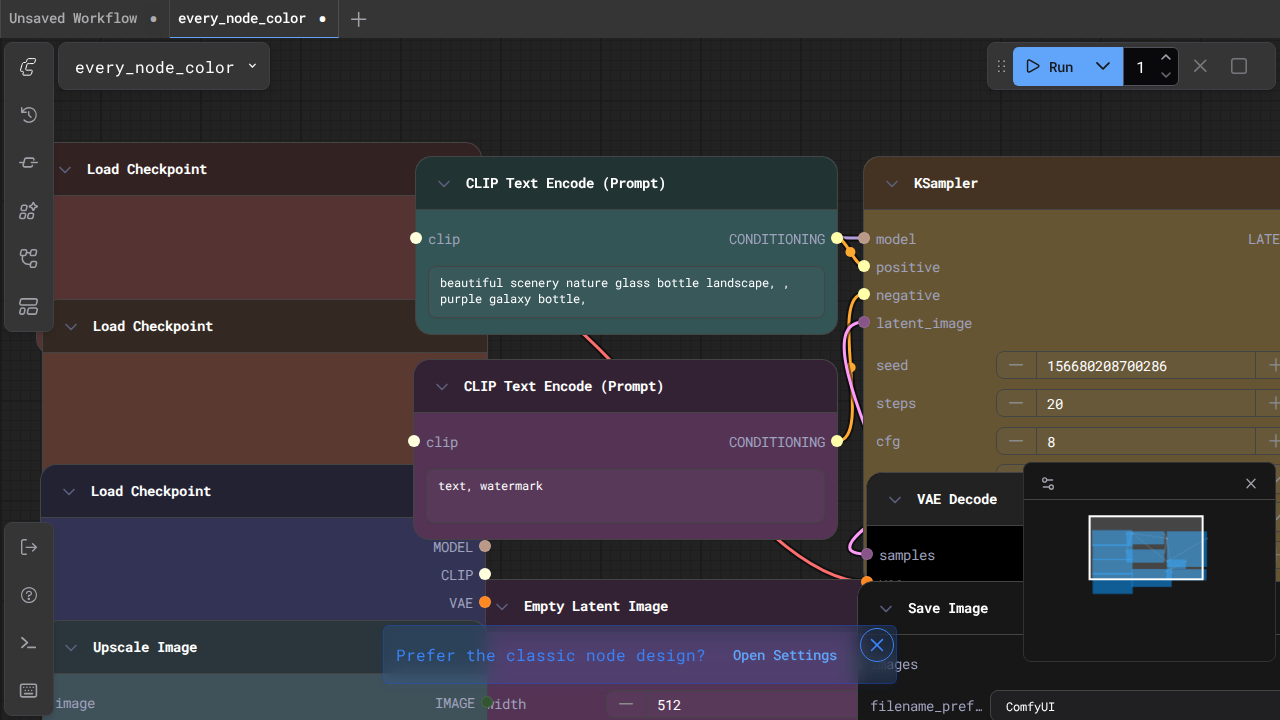 Unsaved Workflow
every_node_color
every_node_color
Run
1
Load Checkpoint
CLIP Text Encode (Prompt)
KSampler
clip
CONDITIONING
model
LATE
positive
beautiful scenery nature glass bottle landscape, ,
purple galaxy bottle,
negative
latent_image
Load Checkpoint
seed
156680208700286
CLIP Text Encode (Prompt)
steps
20
clip
CONDITIONING
cfg
8
text, watermark
Load Checkpoint
VAE Decode
MODEL
samples
CLIP
VAE
Empty Latent Image
Save Image
Upscale Image
Prefer the classic node design?
Open Settings
image
IMAGE
width
512
filename_pref…
ComfyUI